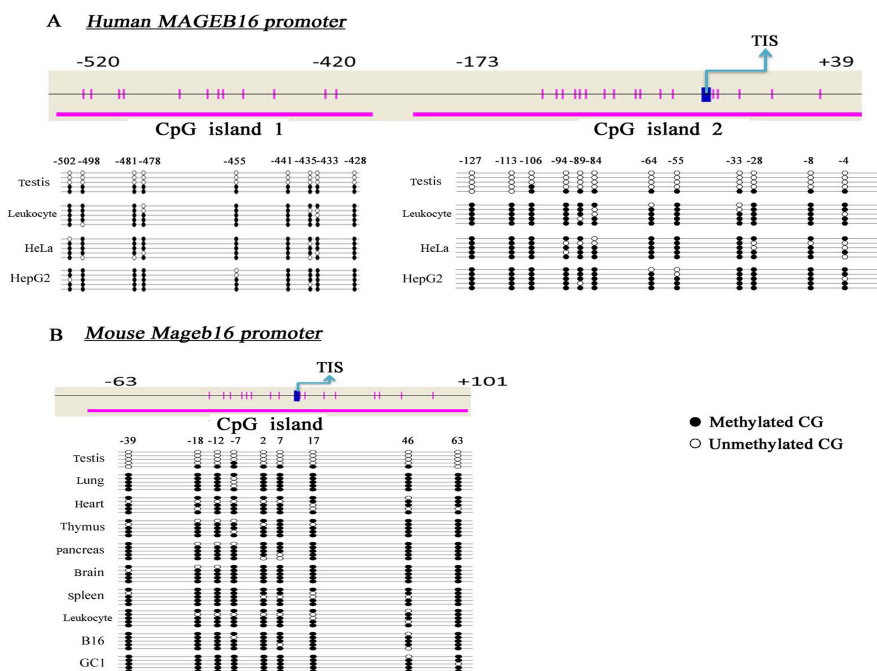 A Human MAGEB16 promoter
TIS
-520 -420 -173 +39
CpG island 1 CpG island 2
-502 -498 -481 -478 -455 -441 -435 -433 -428
-127 -113 -106 -94 -89 -84 -64 -55 -33 -28 -8 -4
Testis Testis
Leukocyte Leukocyte
HeLa HeLa
HepG2 HepG2
B Mouse Mageb16 promoter
TIS
-63 +101
CpG island
Methylated CG
Unmethylated CG
-39 -18 -12 -7 2 7 17 46 63
Testis
Lung
Heart
Thymus
pancreas
Brain
spleen
Leukocyte
B16
GC1